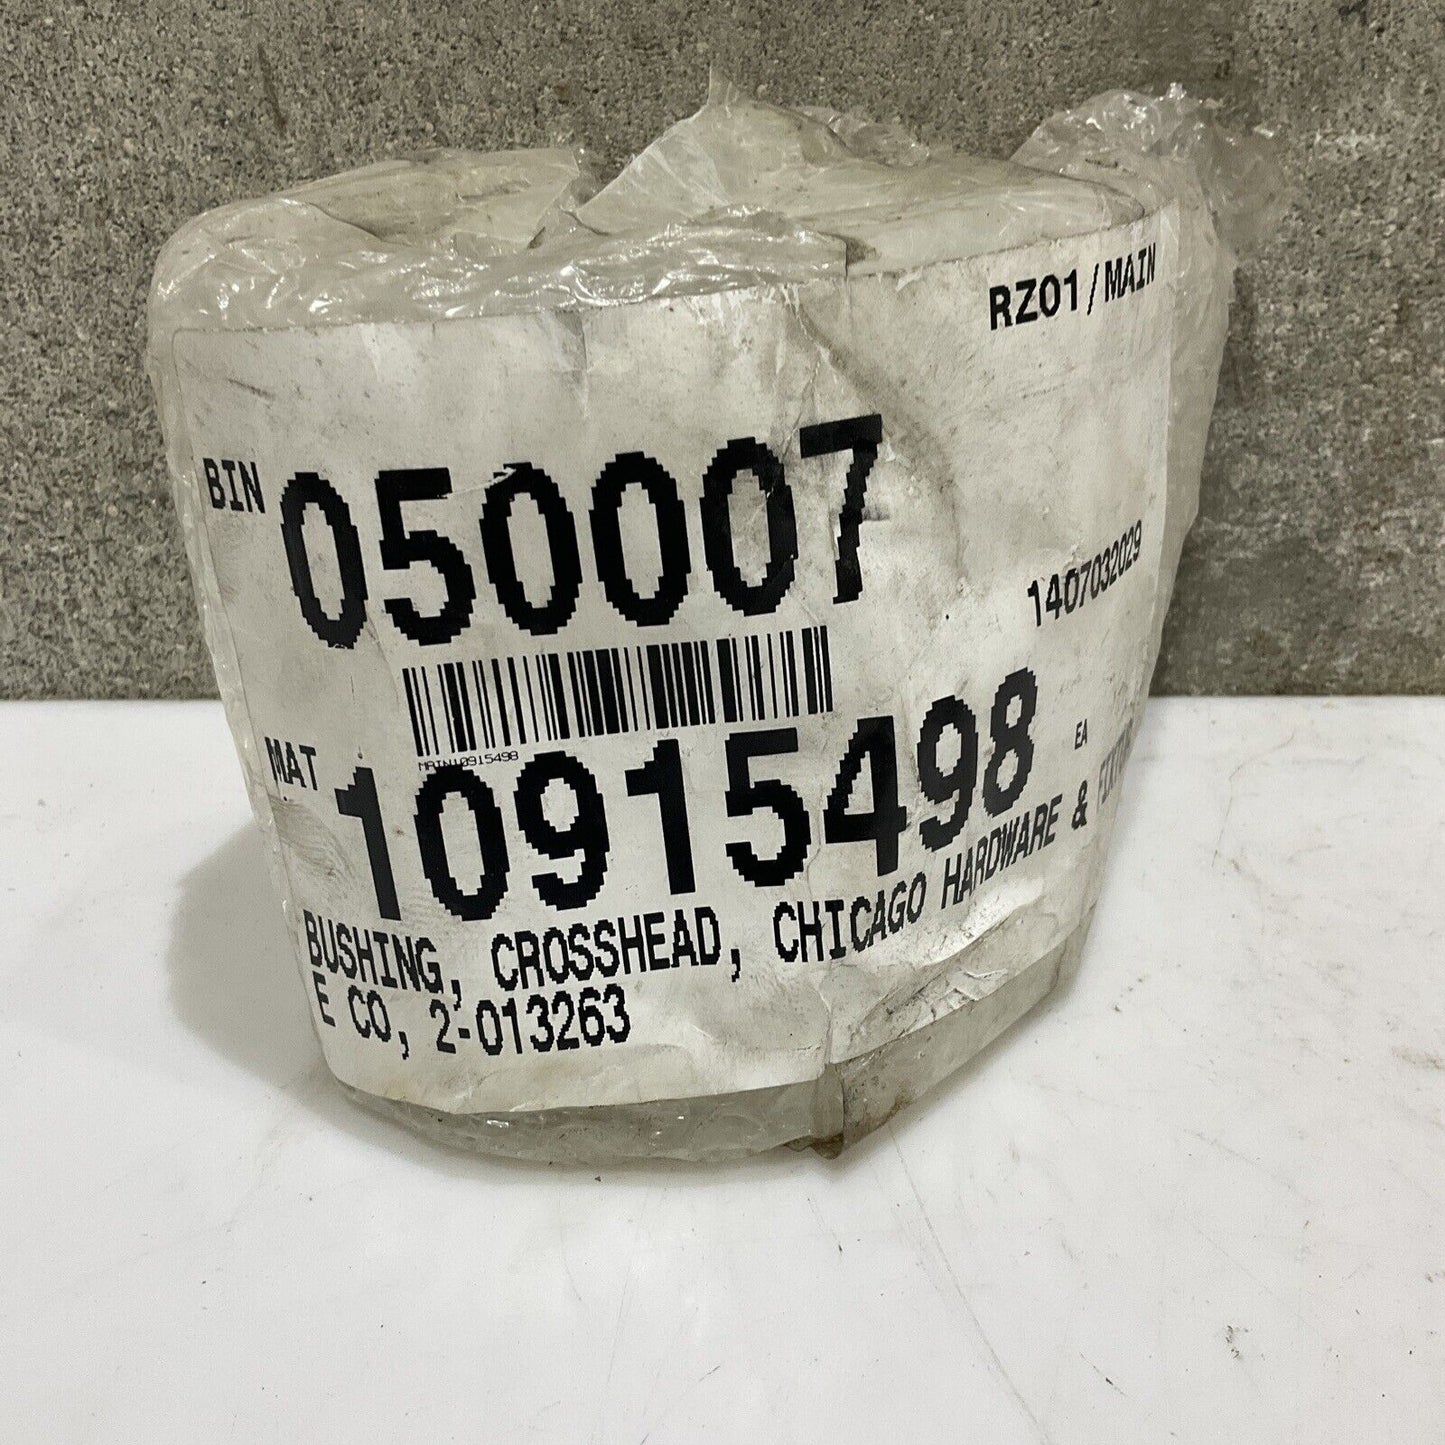 RZ01/MAIN
BIN 050007
1407032029
MAIN10915498
MAT 10915498 EA
BUSHING, CROSSHEAD, CHICAGO HARDWARE &
E CO, 2-013263